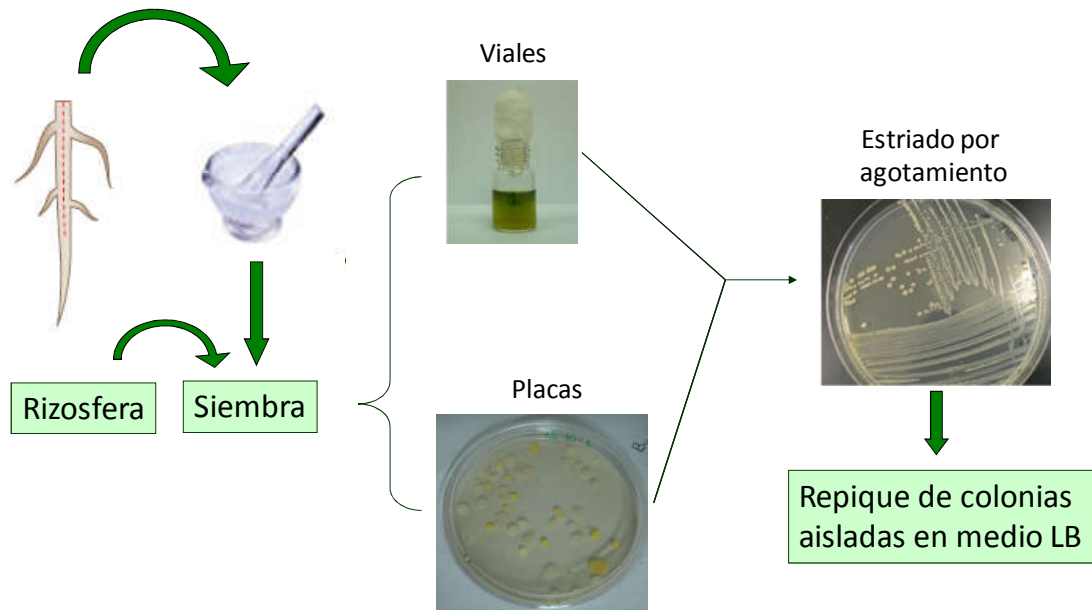 Viales
Estriado por
agotamiento
Rizosfera
Siembra
Placas
Repique de colonias
aisladas en medio LB